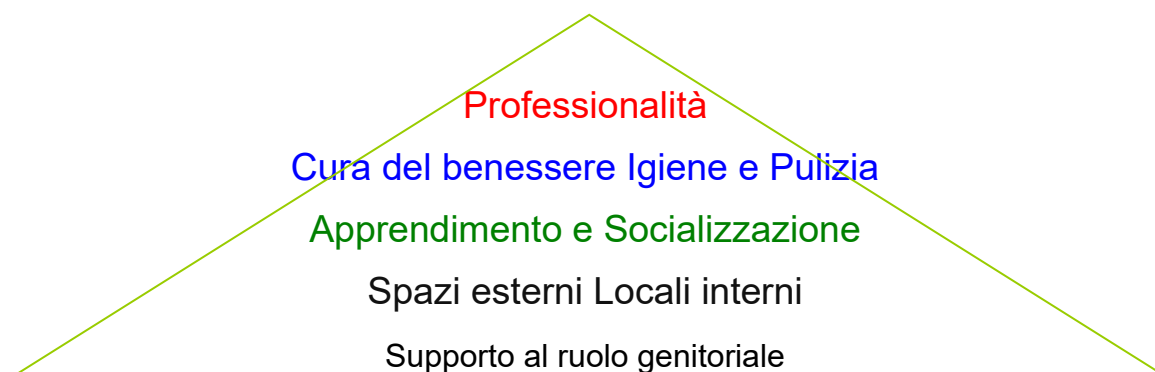 Professionalità
Cura del benessere Igiene e Pulizia
Apprendimento e Socializzazione
Spazi esterni Locali interni
Supporto al ruolo genitoriale